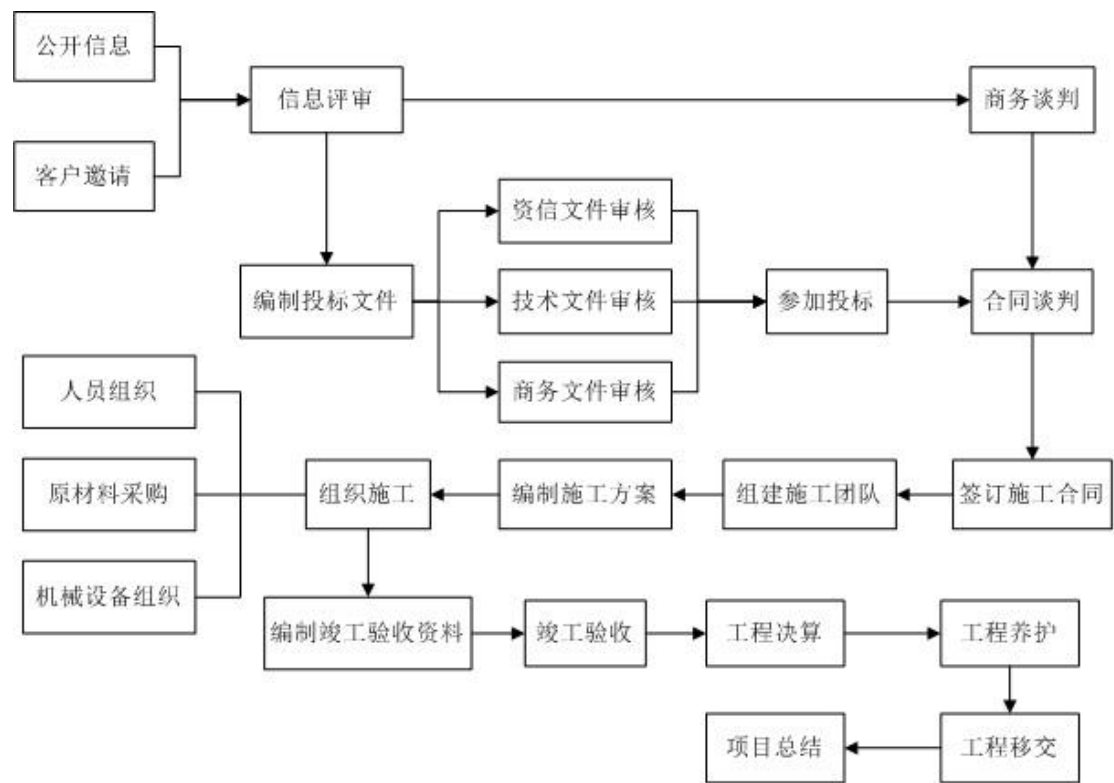 公开信息
信息评审
商务谈判
客户邀请
资信文件审核
编制投标文件
技术文件审核
参加投标
合同谈判
人员组织
商务文件审核
原材料采购
组织施工
编制施工方案
组建施工团队
签订施工合同
机械设备组织
编制竣工验收资料
竣工验收
工程决算
工程养护
项目总结
工程移交